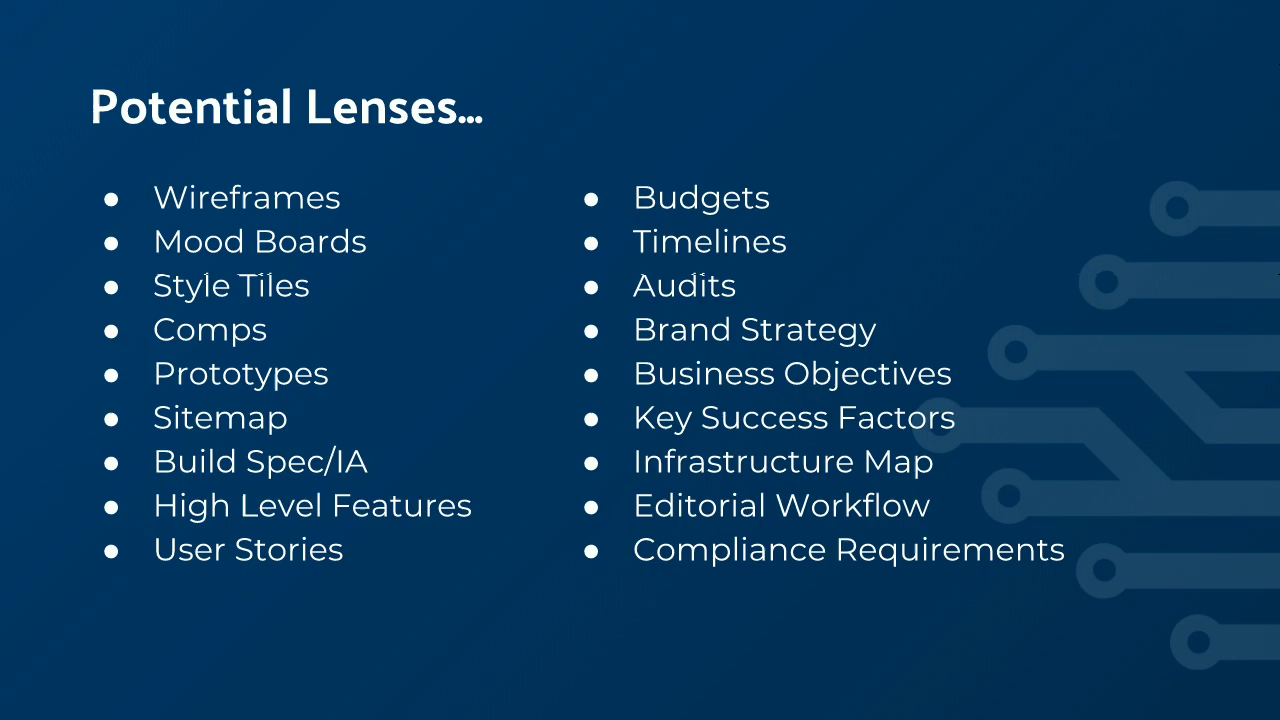 Potential Lenses…
● Wireframes
● Mood Boards
● Style Tiles
● Comps
● Prototypes
● Sitemap
● Build Spec/IA
● High Level Features
● User Stories
● Budgets
● Timelines
● Audits
● Brand Strategy
● Business Objectives
● Key Success Factors
● Infrastructure Map
● Editorial Workflow
● Compliance Requirements